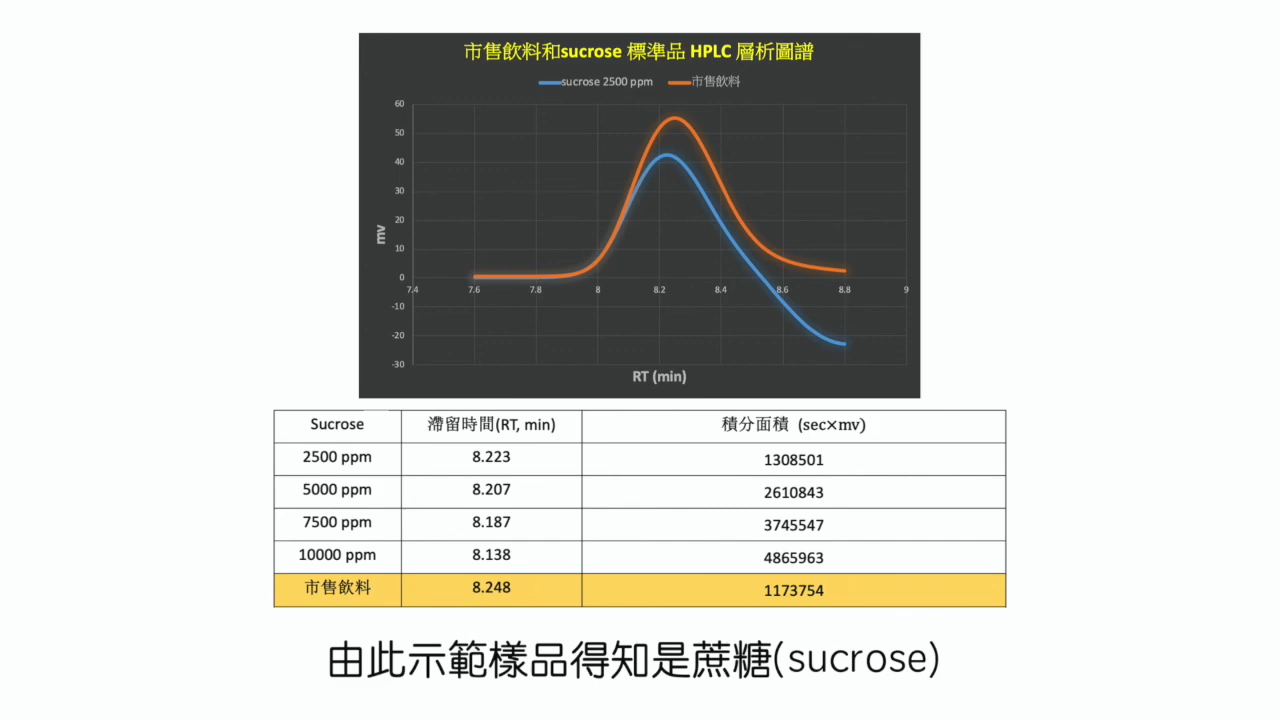 市售飲料和sucrose 標準品 HPLC 層析圖譜
sucrose 2500 ppm 市售飲料
60
50
40
30
20
10
0
-10
-20
-30
mv
7.4 7.6 7.8 8 8.2 8.4 8.6 8.8 9
RT (min)
Sucrose 滯留時間(RT, min) 積分面積 (sec×mv)
2500 ppm 8.223 1308501
5000 ppm 8.207 2610843
7500 ppm 8.187 3745547
10000 ppm 8.138 4865963
市售飲料 8.248 1173754
由此示範樣品得知是蔗糖(sucrose)